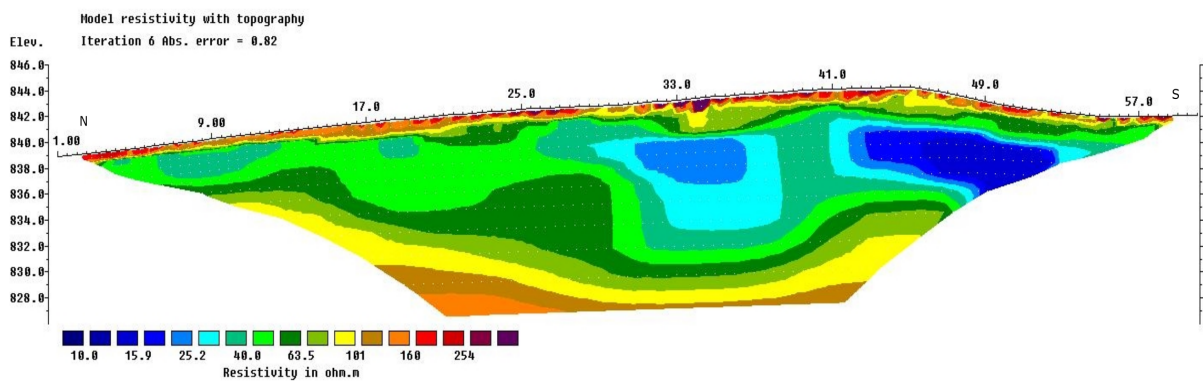 Model resistivity with topography
Elev. Iteration 6 Abs. error = 0.82
846.0
844.0
842.0
840.0
838.0
836.0
834.0
832.0
830.0
828.0
N
S
1.00 9.00 17.0 25.0 33.0 41.0 49.0 57.0
10.0 15.9 25.2 40.0 63.5 101 160 254
Resistivity in ohm.m